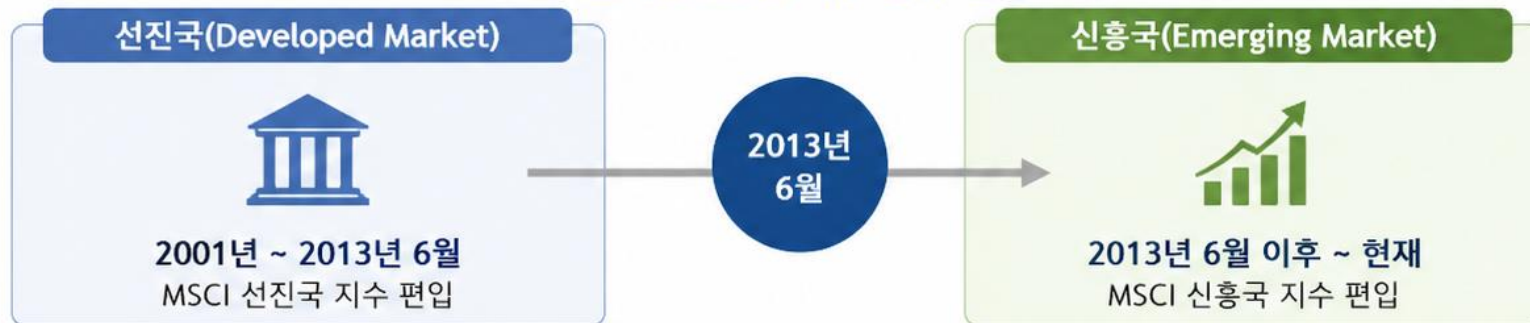 선진국(Developed Market)
2001년 ~ 2013년 6월
MSCI 선진국 지수 편입
2013년
6월
신흥국(Emerging Market)
2013년 6월 이후 ~ 현재
MSCI 신흥국 지수 편입